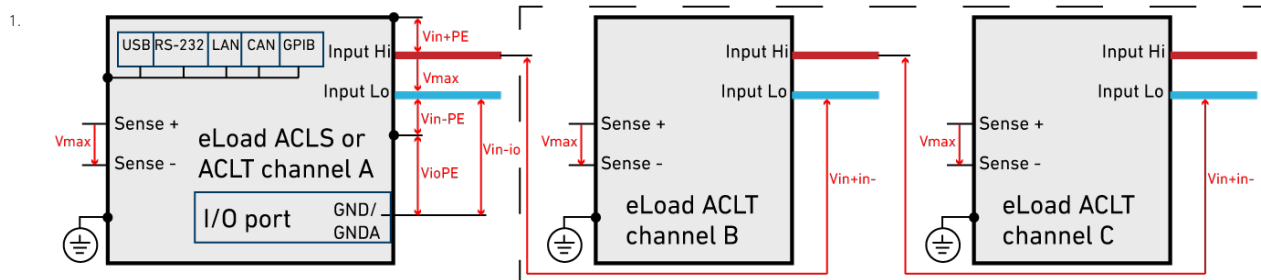 1.
USB RS-232 LAN CAN GPIB
Input Hi
Input Lo
Vin+PE
Vmax
Vin-PE
Vin-io
VioPE
Sense +
Vmax
Sense -
eLoad ACLS or
ACLT channel A
I/O port
GND/
GNDA
Input Hi
Input Lo
Sense +
Vmax
Sense -
Vin+in-
eLoad ACLT
channel B
Input Hi
Input Lo
Sense +
Vmax
Sense -
Vin+in-
eLoad ACLT
channel C